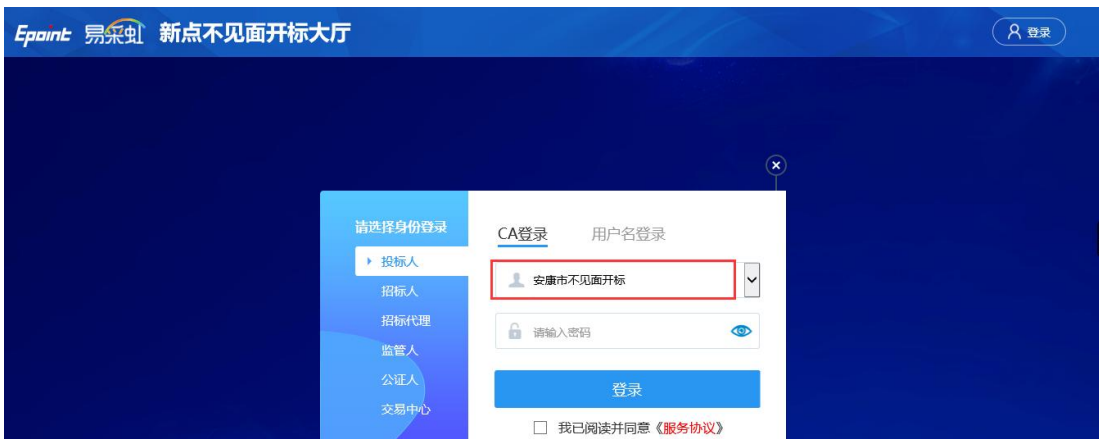 Epoint 易采虹 新点不见面开标大厅 登录
请选择身份登录
投标人
招标人
招标代理
监管人
公证人
交易中心
CA登录 用户名登录
安康市不见面开标
请输入密码
登录
我已阅读并同意《服务协议》